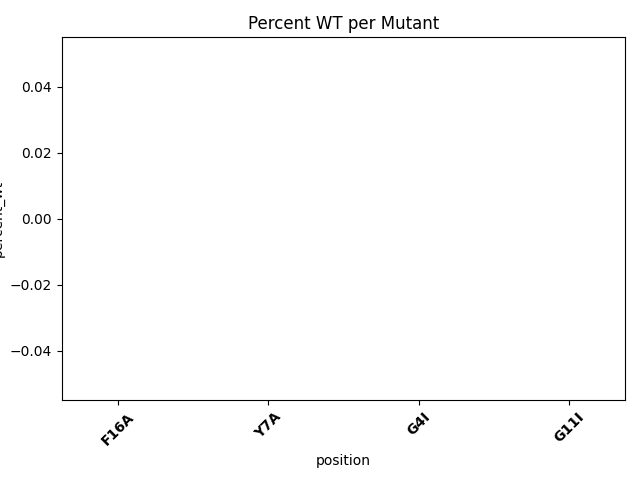 Percent WT per Mutant
0.04
0.02
0.00
−0.02
−0.04
percent_wt
F16A
Y7A
G4I
G11I
position